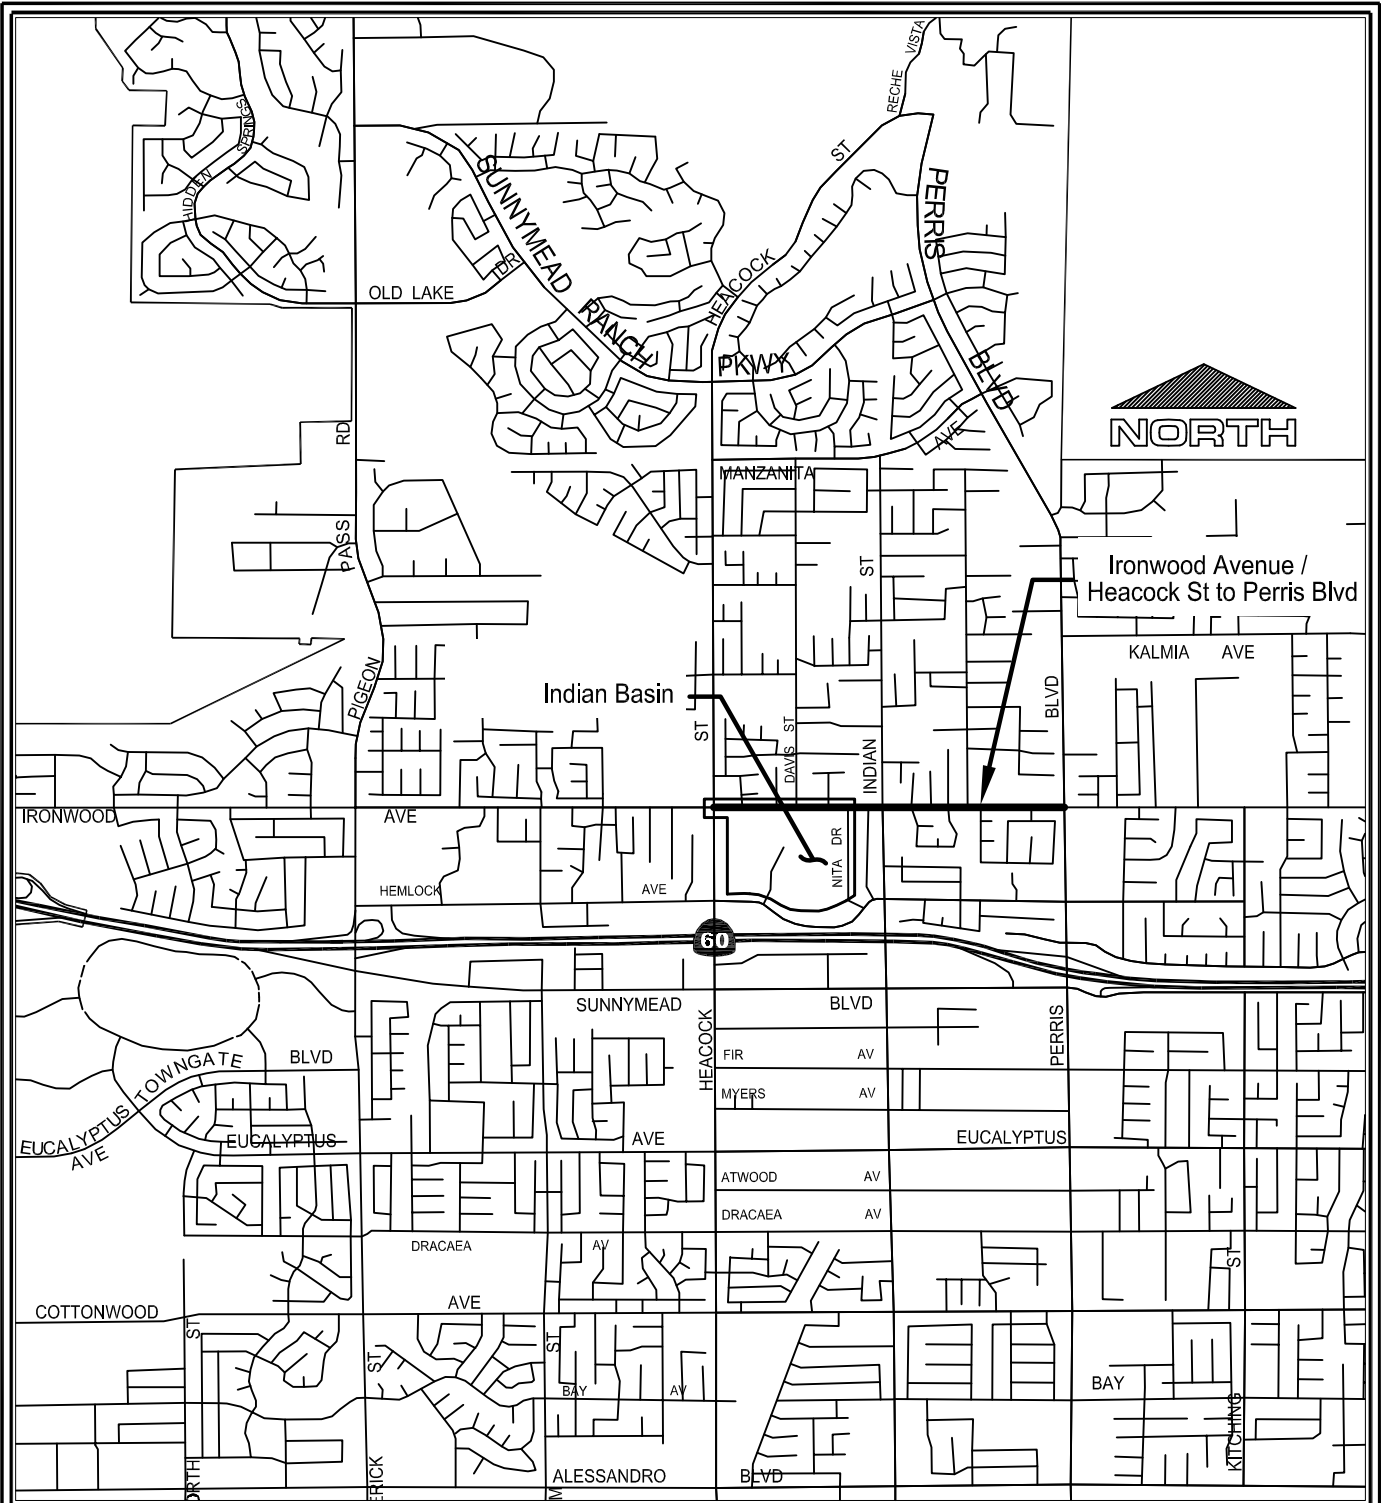 RECHE VISTA
HIDDEN SPRINGS
SUNNYMEAD RANCH PKWY
HEACOCK ST
PERRIS BLVD
OLD LAKE DR
NORTH
MANZANITA AVE
PIGEON PASS RD
Ironwood Avenue /
Heacock St to Perris Blvd
KALMIA AVE
Indian Basin
ST
DAVIS ST
INDIAN ST
BLVD
IRONWOOD AVE
NITA DR
HEMLOCK AVE
60
SUNNYMEAD BLVD
HEACOCK
PERRIS
FIR AV
MYERS AV
TOWNGATE BLVD
EUCALYPTUS AVE
EUCALYPTUS AVE EUCALYPTUS
ATWOOD AV
DRACAEA AV
DRACAEA AV
COTTONWOOD AVE
ST
ST
ST
KITCHING ST
BAY AV
BAY
ALESSANDRO BLVD
ORTH
ERICK
M